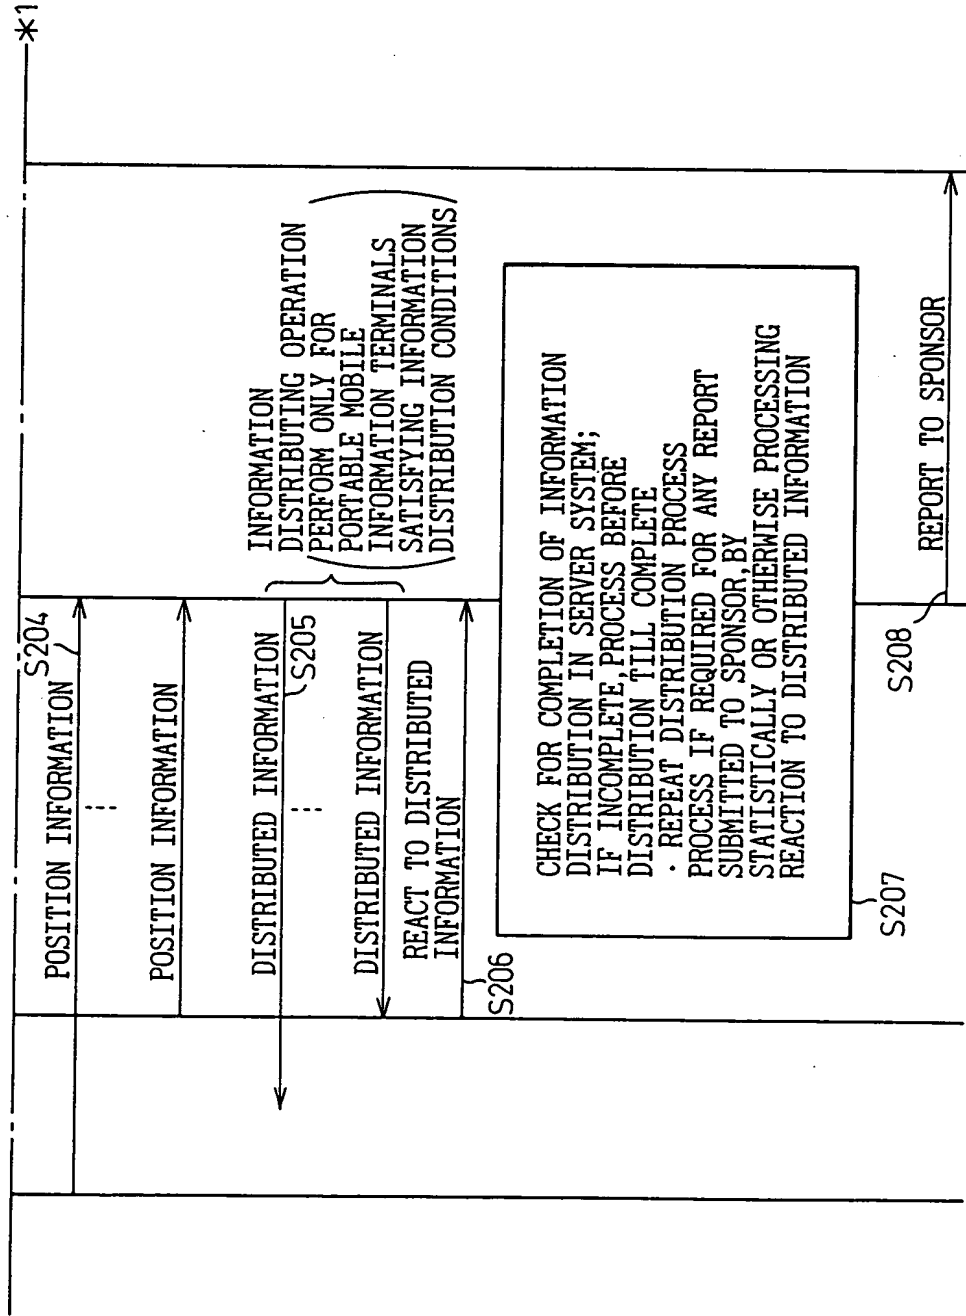 *1
POSITION INFORMATION
S204
POSITION INFORMATION
DISTRIBUTED INFORMATION
S205
DISTRIBUTED INFORMATION
INFORMATION
DISTRIBUTING OPERATION
(PERFORM ONLY FOR
PORTABLE MOBILE
INFORMATION TERMINALS
SATISFYING INFORMATION
DISTRIBUTION CONDITIONS)
REACT TO DISTRIBUTED
INFORMATION
S206
CHECK FOR COMPLETION OF INFORMATION
DISTRIBUTION IN SERVER SYSTEM;
IF INCOMPLETE,PROCESS BEFORE
DISTRIBUTION TILL COMPLETE
· REPEAT DISTRIBUTION PROCESS
PROCESS IF REQUIRED FOR ANY REPORT
SUBMITTED TO SPONSOR,BY
STATISTICALLY OR OTHERWISE PROCESSING
REACTION TO DISTRIBUTED INFORMATION
S207
S208
REPORT TO SPONSOR